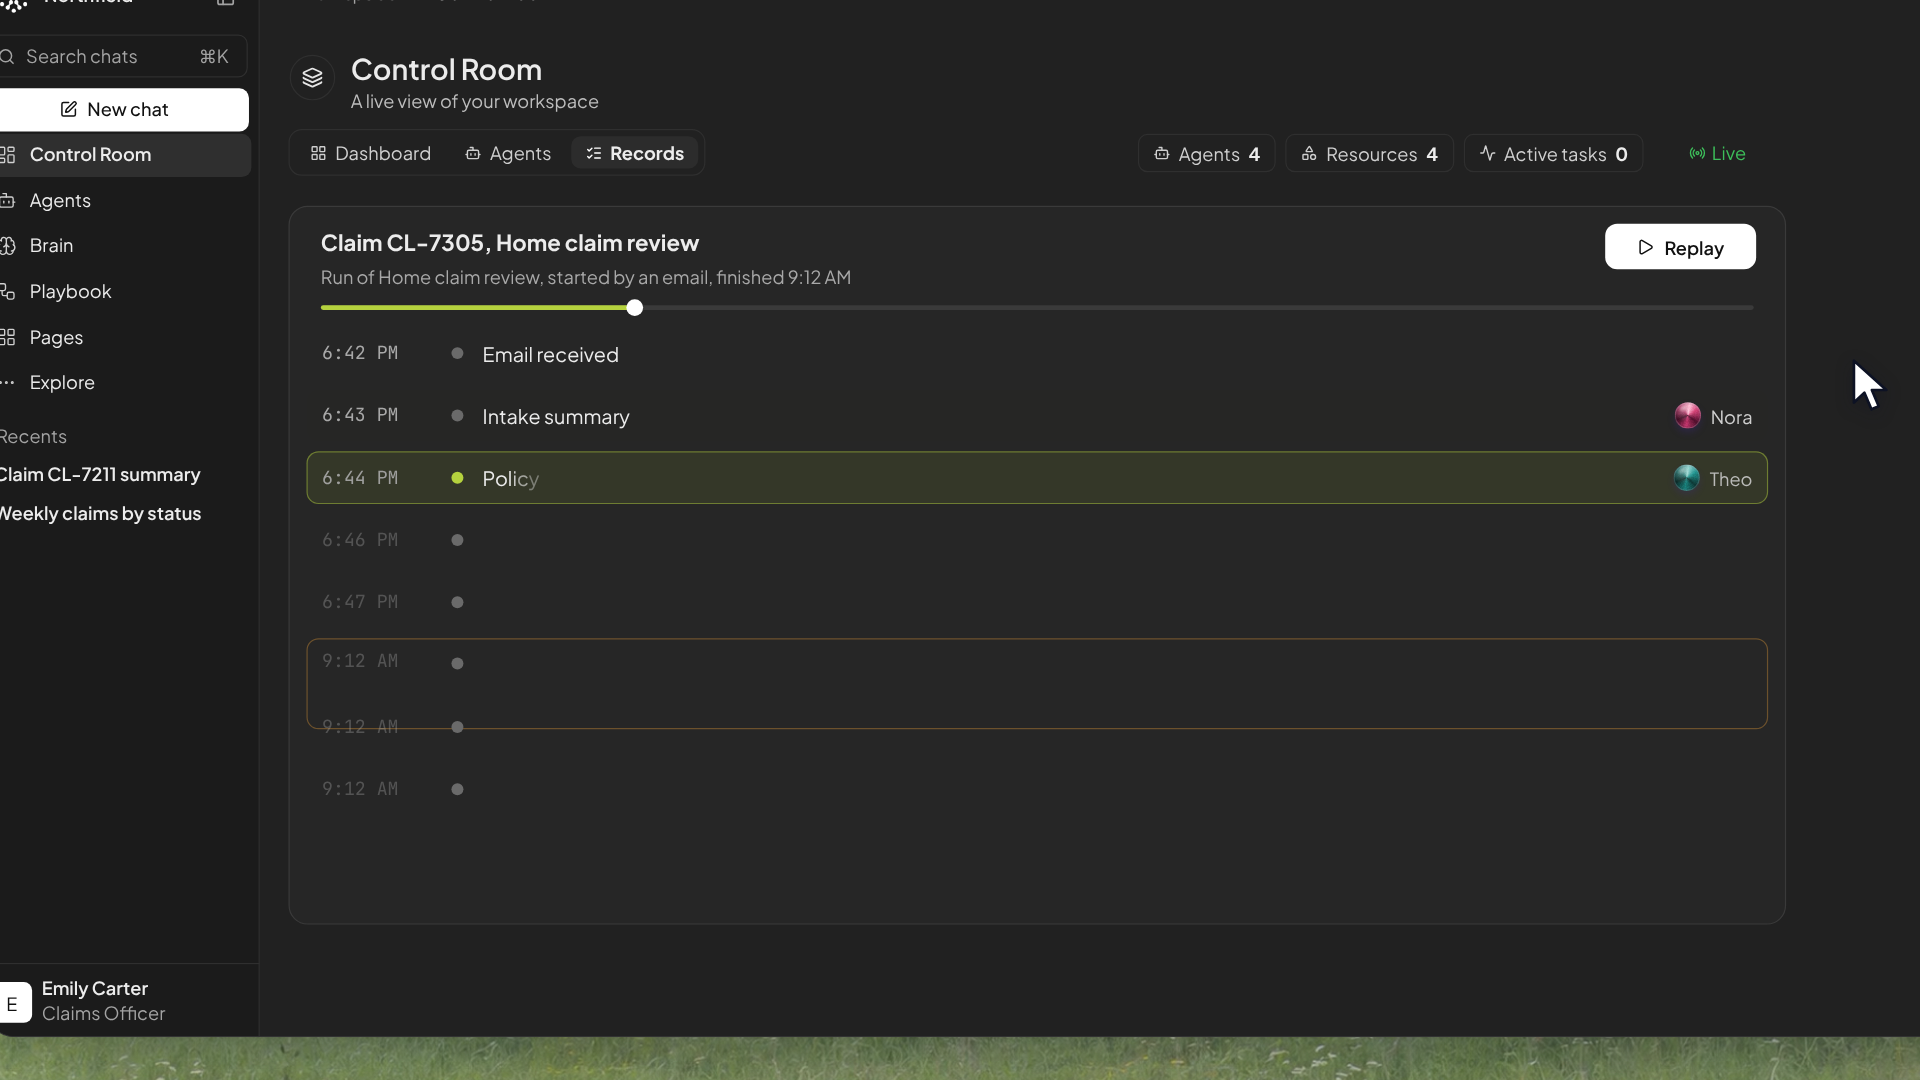 Search chats ⌘K
New chat
Control Room
Agents
Brain
Playbook
Pages
Explore
Recents
Claim CL-7211 summary
Weekly claims by status
Emily Carter
E
Claims Officer
Control Room
A live view of your workspace
Dashboard Agents Records
Agents 4 Resources 4 Active tasks 0 Live
Claim CL-7305, Home claim review
Replay
Run of Home claim review, started by an email, finished 9:12 AM
6:42 PM Email received
6:43 PM Intake summary Nora
6:44 PM Policy Theo
6:46 PM
6:47 PM
9:12 AM
9:12 AM
9:12 AM